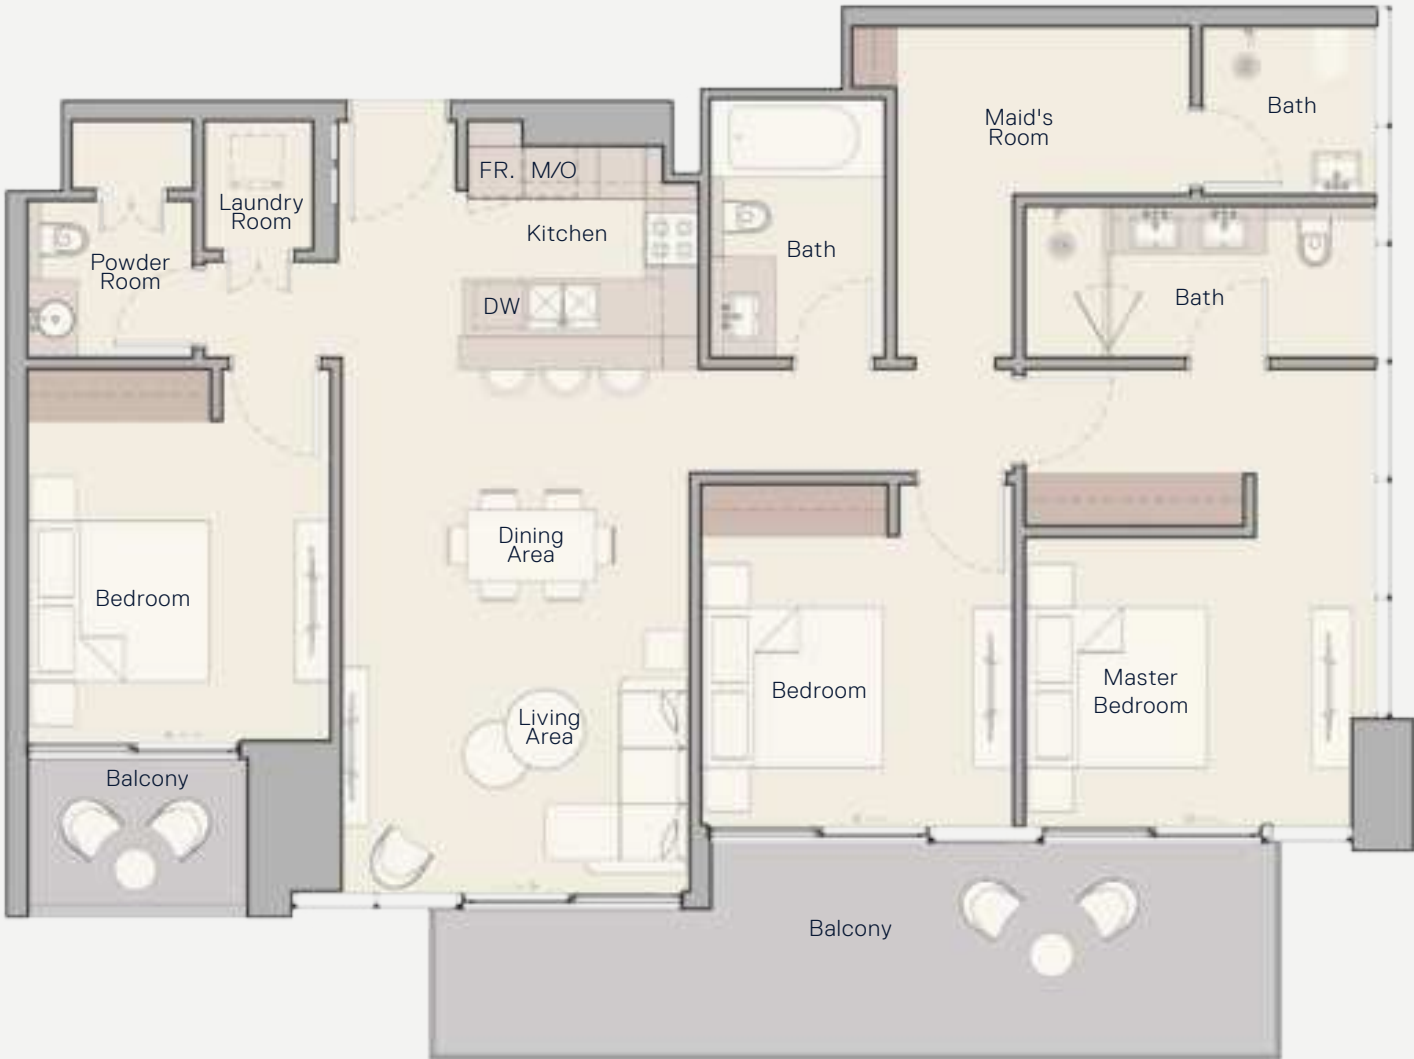 Maid's
Room
Bath
FR. M/O
Laundry
Room
Kitchen
Bath
Powder
Room
DW
Bath
Dining
Area
Bedroom
Bedroom
Master
Bedroom
Living
Area
Balcony
Balcony